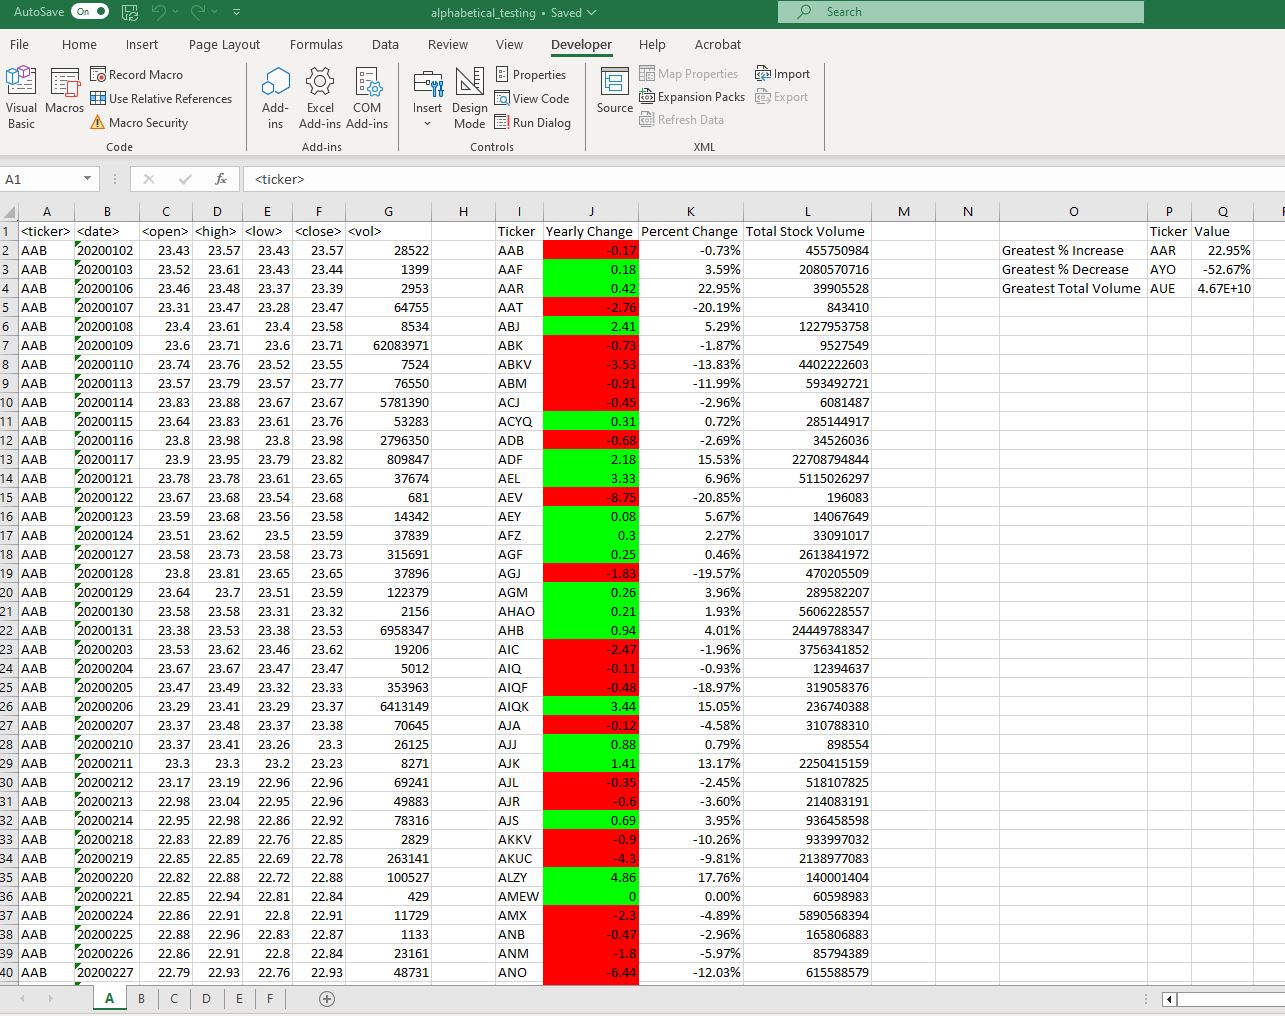 AutoSave On alphabetical_testing • Saved Search
File Home Insert Page Layout Formulas Data Review View Developer Help Acrobat
Visual Basic
Macros
Record Macro
Use Relative References
Macro Security
Code
Add-ins
Excel Add-ins
COM Add-ins
Add-ins
Insert
Design Mode
Properties
View Code
Run Dialog
Controls
Source
Map Properties
Expansion Packs
Refresh Data
Import
Export
XML
A1 fx <ticker>
A B C D E F G H I J K L M N O P Q
1 <ticker> <date> <open> <high> <low> <close> <vol> Ticker Yearly Change Percent Change Total Stock Volume Ticker Value
2 AAB 20200102 23.43 23.57 23.43 23.57 28522 AAB -0.17 -0.73% 455750984 Greatest % Increase AAR 22.95%
3 AAB 20200103 23.52 23.61 23.43 23.44 1399 AAF 0.18 3.59% 2080570716 Greatest % Decrease AYO -52.67%
4 AAB 20200106 23.46 23.48 23.37 23.39 2953 AAR 0.42 22.95% 39905528 Greatest Total Volume AUE 4.67E+10
5 AAB 20200107 23.31 23.47 23.28 23.47 64755 AAT -2.76 -20.19% 843410
6 AAB 20200108 23.4 23.61 23.4 23.58 8534 ABJ 2.41 5.29% 1227953758
7 AAB 20200109 23.6 23.71 23.6 23.71 62083971 ABK -0.73 -1.87% 9527549
8 AAB 20200110 23.74 23.76 23.52 23.55 7524 ABKV -3.53 -13.83% 4402222603
9 AAB 20200113 23.57 23.79 23.57 23.77 76550 ABM -0.91 -11.99% 593492721
10 AAB 20200114 23.83 23.88 23.67 23.67 5781390 ACJ -0.45 -2.96% 6081487
11 AAB 20200115 23.64 23.83 23.61 23.76 53283 ACYQ 0.31 0.72% 285144917
12 AAB 20200116 23.8 23.98 23.8 23.98 2796350 ADB -0.68 -2.69% 34526036
13 AAB 20200117 23.9 23.95 23.79 23.82 809847 ADF 2.18 15.53% 22708794844
14 AAB 20200121 23.78 23.78 23.61 23.65 37674 AEL 3.33 6.96% 5115026297
15 AAB 20200122 23.67 23.68 23.54 23.68 681 AEV -8.75 -20.85% 196083
16 AAB 20200123 23.59 23.68 23.56 23.58 14342 AEY 0.08 5.67% 14067649
17 AAB 20200124 23.51 23.62 23.5 23.59 37839 AFZ 0.3 2.27% 33091017
18 AAB 20200127 23.58 23.73 23.58 23.73 315691 AGF 0.25 0.46% 2613841972
19 AAB 20200128 23.8 23.81 23.65 23.65 37896 AGJ -1.83 -19.57% 470205509
20 AAB 20200129 23.64 23.7 23.51 23.59 122379 AGM 0.26 3.96% 289582207
21 AAB 20200130 23.58 23.58 23.31 23.32 2156 AHAO 0.21 1.93% 5606228557
22 AAB 20200131 23.38 23.53 23.38 23.53 6958347 AHB 0.94 4.01% 24449788347
23 AAB 20200203 23.53 23.62 23.46 23.62 19206 AIC -2.47 -1.96% 3756341852
24 AAB 20200204 23.67 23.67 23.47 23.47 5012 AIQ -0.11 -0.93% 12394637
25 AAB 20200205 23.47 23.49 23.32 23.33 353963 AIQF -0.48 -18.97% 319058376
26 AAB 20200206 23.29 23.41 23.29 23.37 6413149 AIQK 3.44 15.05% 236740388
27 AAB 20200207 23.37 23.48 23.37 23.38 70645 AJA -0.12 -4.58% 310788310
28 AAB 20200210 23.37 23.41 23.26 23.3 26125 AJJ 0.88 0.79% 898554
29 AAB 20200211 23.3 23.3 23.2 23.23 8271 AJK 1.41 13.17% 2250415159
30 AAB 20200212 23.17 23.19 22.96 22.96 69241 AJL -0.35 -2.45% 518107825
31 AAB 20200213 22.98 23.04 22.95 22.96 49883 AJR -0.6 -3.60% 214083191
32 AAB 20200214 22.95 22.98 22.86 22.92 78316 AJS 0.69 3.95% 936458598
33 AAB 20200218 22.83 22.89 22.76 22.85 2829 AKKV -0.9 -10.26% 933997032
34 AAB 20200219 22.85 22.85 22.69 22.78 263141 AKUC -4.3 -9.81% 2138977083
35 AAB 20200220 22.82 22.88 22.72 22.88 100527 ALZY 4.86 17.76% 140001404
36 AAB 20200221 22.85 22.94 22.81 22.84 429 AMEW 0 0.00% 60598983
37 AAB 20200224 22.86 22.91 22.8 22.91 11729 AMX -2.3 -4.89% 5890568394
38 AAB 20200225 22.88 22.96 22.83 22.87 1133 ANB -0.47 -2.96% 165806883
39 AAB 20200226 22.86 22.91 22.8 22.84 23161 ANM -1.8 -5.97% 85794389
40 AAB 20200227 22.79 22.93 22.76 22.93 48731 ANO -6.44 -12.03% 615588579
A B C D E F